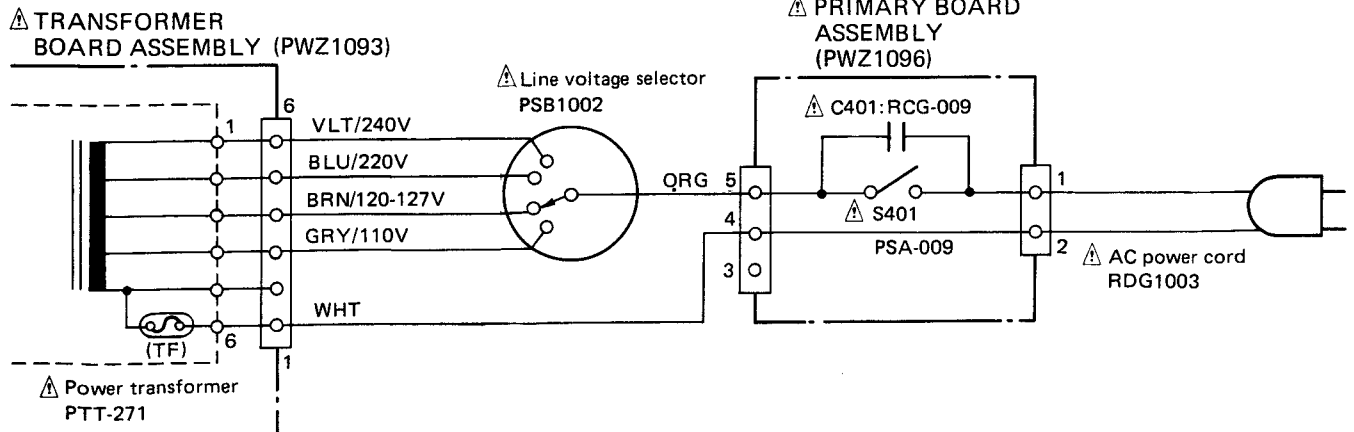 ⚠ TRANSFORMER
BOARD ASSEMBLY (PWZ1093)
⚠ PRIMARY BOARD
ASSEMBLY
(PWZ1096)
⚠ Line voltage selector
PSB1002
⚠ C401: RCG-009
1
6
VLT/240V
BLU/220V
BRN/120-127V
GRY/110V
WHT
ORG
5
4
3
⚠ S401
PSA-009
1
2
⚠ AC power cord
RDG1003
(TF)
6
1
⚠ Power transformer
PTT-271